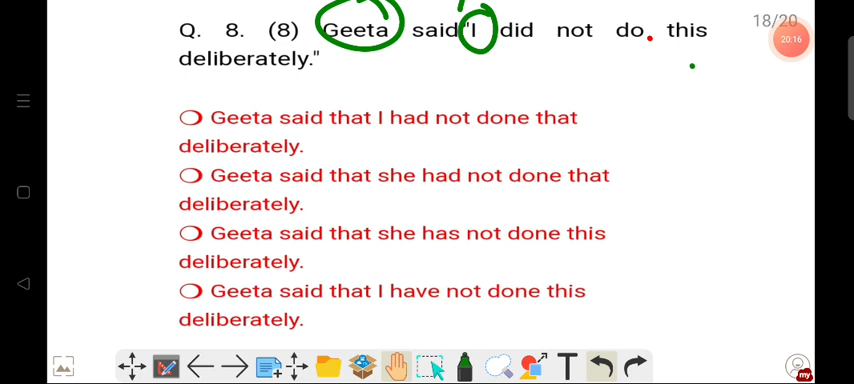 18/20
20:16
Q. 8. (8) Geeta said "I did not do this
deliberately."
Geeta said that I had not done that
deliberately.
Geeta said that she had not done that
deliberately.
Geeta said that she has not done this
deliberately.
Geeta said that I have not done this
deliberately.
T
my